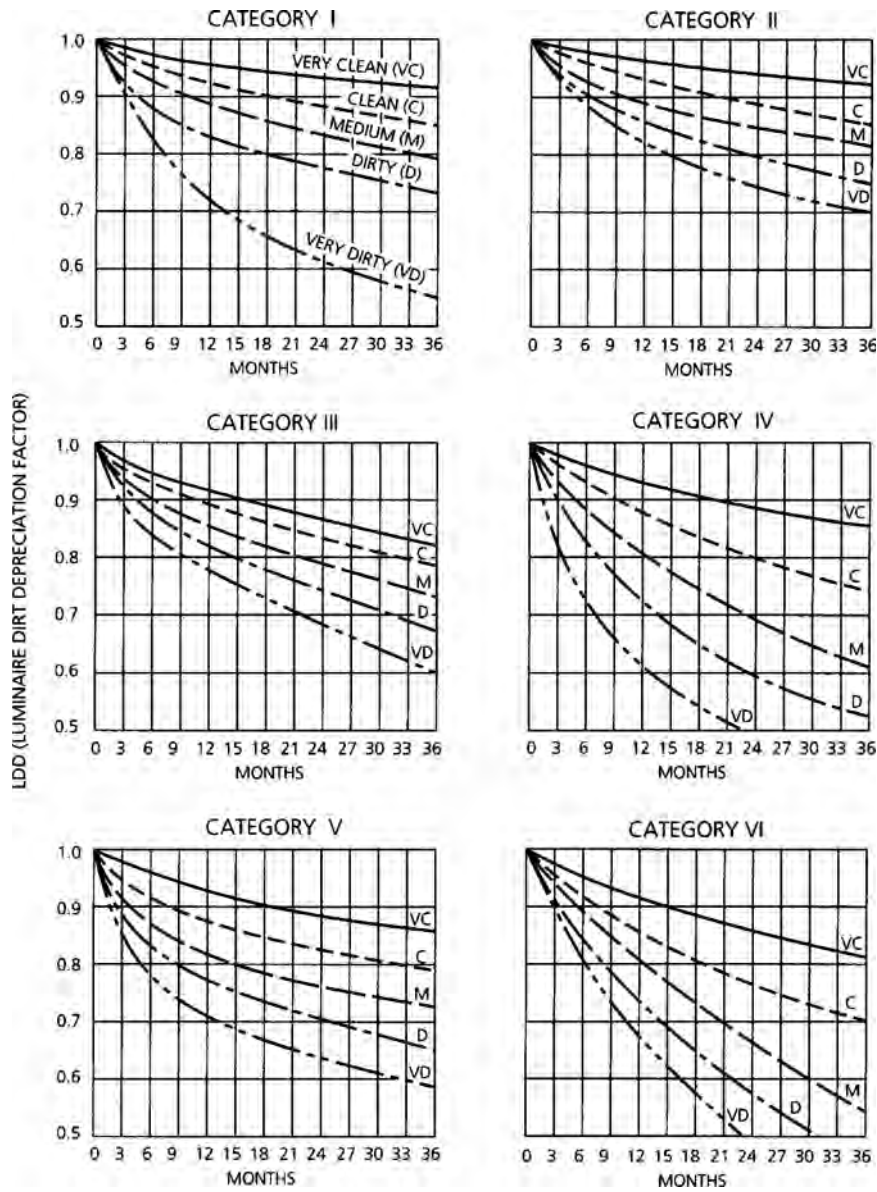 LDD (LUMINAIRE DIRT DEPRECIATION FACTOR)
CATEGORY I
1.0
0.9
0.8
0.7
0.6
0.5
VERY CLEAN (VC)
CLEAN (C)
MEDIUM (M)
DIRTY (D)
VERY DIRTY (VD)
0 3 6 9 12 15 18 21 24 27 30 33 36
MONTHS
II
VC
C
M
D
VD
0 3 6 9 12 15 18 21 24 27 30 33 36
MONTHS
CATEGORY III
1.0
0.9
0.8
0.7
0.6
0.5
VC
C
M
D
VD
0 3 6 9 12 15 18 21 24 27 30 33 36
MONTHS
CATEGORY IV
VC
C
M
D
VD
0 3 6 9 12 15 18 21 24 27 30 33 36
MONTHS
CATEGORY V
1.0
0.9
0.8
0.7
0.6
0.5
VC
C
M
D
VD
0 3 6 9 12 15 18 21 24 27 30 33 36
MONTHS
CATEGORY VI
VC
C
M
D
VD
0 3 6 9 12 15 18 21 24 27 30 33 36
MONTHS